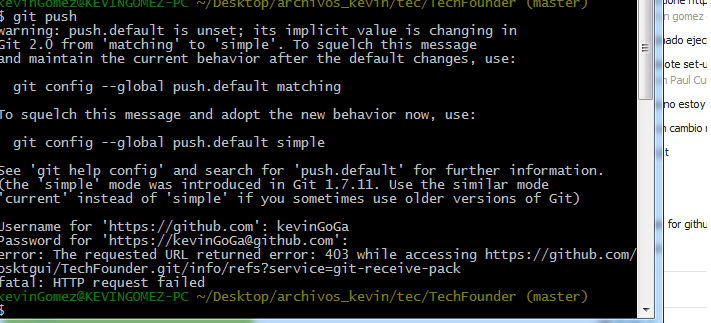 kevinGomez@KEVINGOMEZ-PC ~/Desktop/archivos_kevin/tec/TechFounder (master)
$ git push
warning: push.default is unset; its implicit value is changing in
Git 2.0 from 'matching' to 'simple'. To squelch this message
and maintain the current behavior after the default changes, use:
git config --global push.default matching
To squelch this message and adopt the new behavior now, use:
git config --global push.default simple
See 'git help config' and search for 'push.default' for further information.
(the 'simple' mode was introduced in Git 1.7.11. Use the similar mode
'current' instead of 'simple' if you sometimes use older versions of Git)
Username for 'https://github.com': kevinGoGa
Password for 'https://kevinGoGa@github.com':
error: The requested URL returned error: 403 while accessing https://github.com/
osktgui/TechFounder.git/info/refs?service=git-receive-pack
fatal: HTTP request failed
kevinGomez@KEVINGOMEZ-PC ~/Desktop/archivos_kevin/tec/TechFounder (master)
$
one http
n gomez
nado ejec
ote set-u
n Paul Cu
no estoy
n cambio
t
for githu